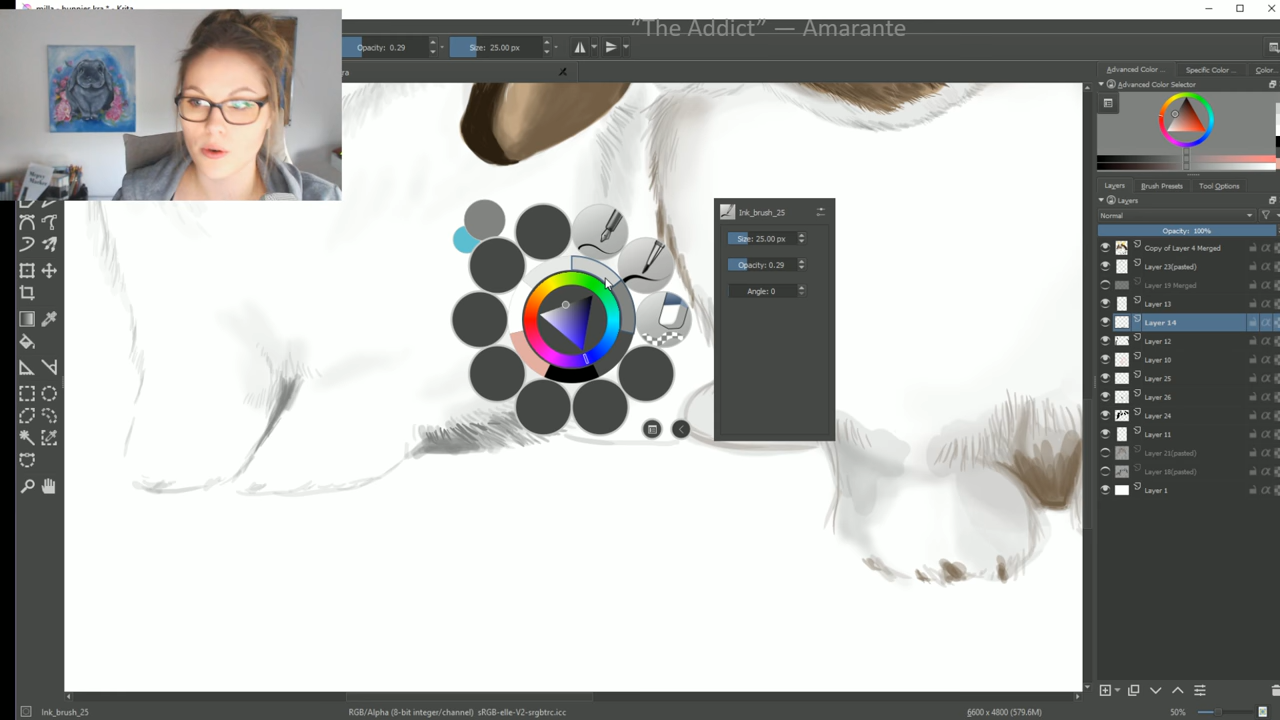 milla - bunnies.kra * - Krita
"The Addict" — Amarante
Opacity: 0.29
Size: 25.00 px
Advanced Color ...
Specific Color ...
Color...
Advanced Color Selector
Layers
Brush Presets
Tool Options
Layers
Normal
Opacity: 100%
Copy of Layer 4 Merged
Layer 23(pasted)
Layer 19 Merged
Layer 13
Layer 14
Layer 12
Layer 10
Layer 25
Layer 26
Layer 24
Layer 11
Layer 21(pasted)
Layer 18(pasted)
Layer 1
Ink_brush_25
Size: 25.00 px
Opacity: 0.29
Angle: 0
Ink_brush_25
RGB/Alpha (8-bit integer/channel) sRGB-elle-V2-srgbtrc.icc
6600 x 4800 (579.6M)
50%